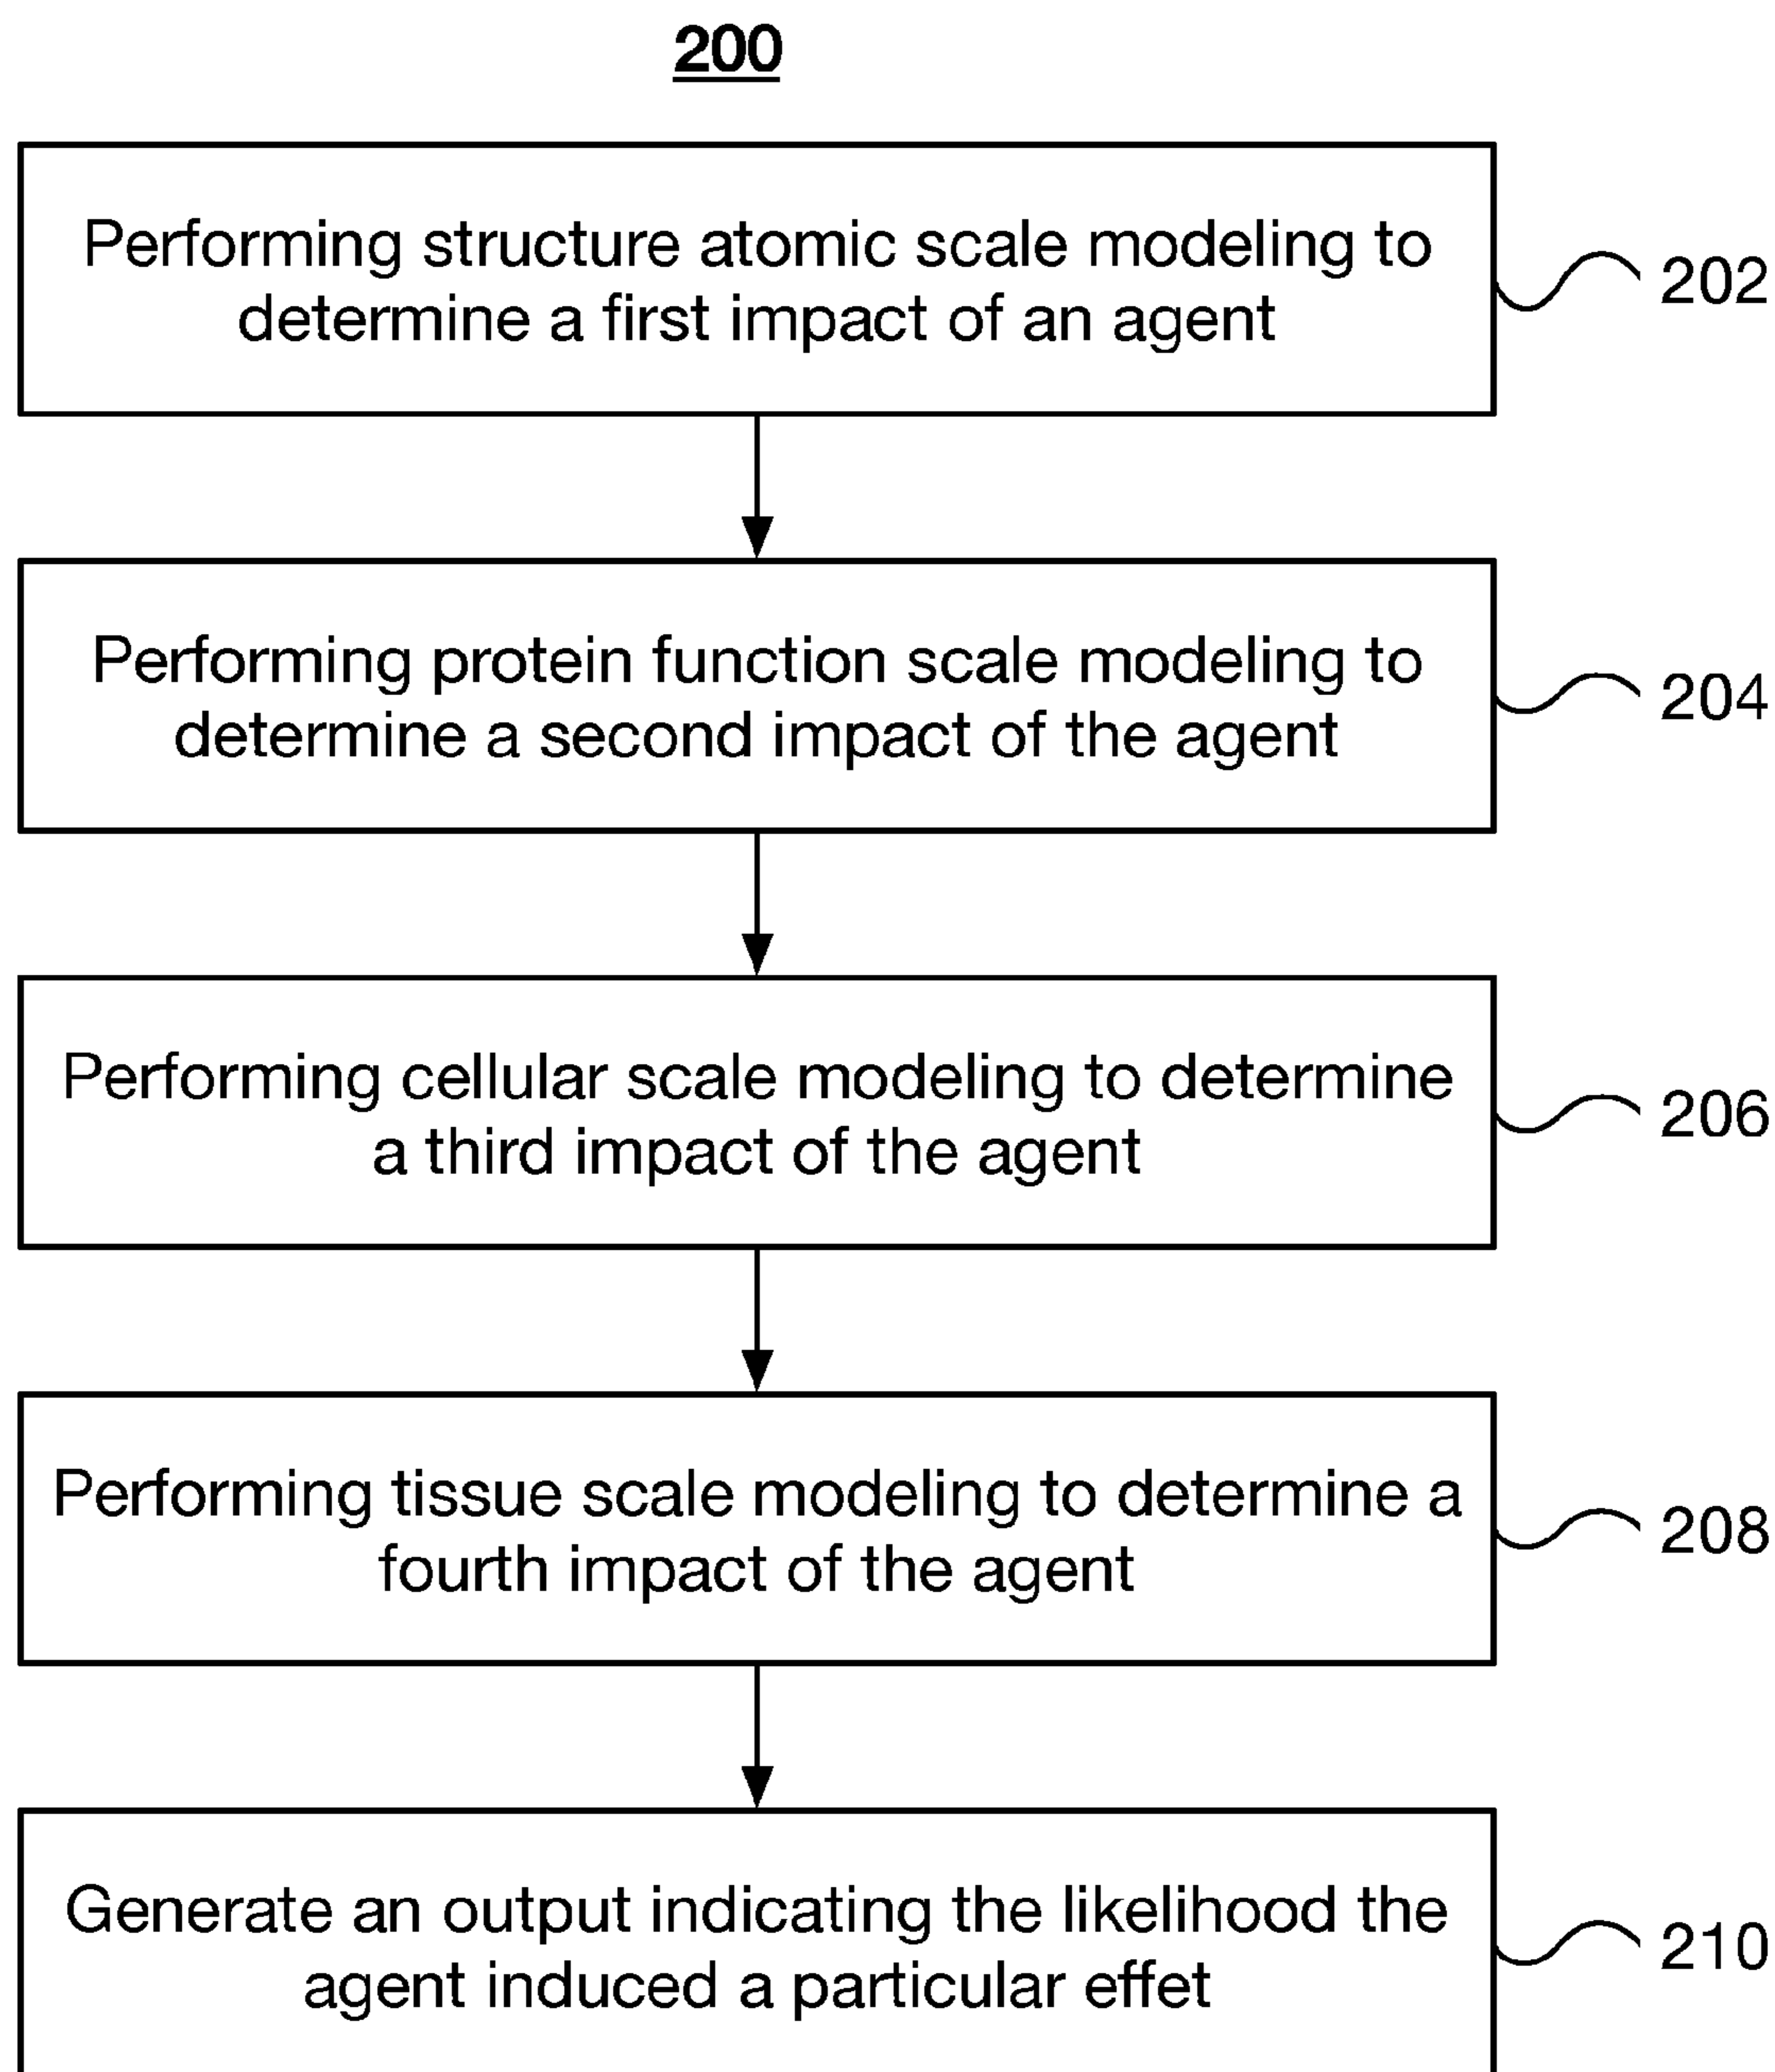 200
Performing structure atomic scale modeling to
determine a first impact of an agent
202
Performing protein function scale modeling to
determine a second impact of the agent
204
Performing cellular scale modeling to determine
a third impact of the agent
206
Performing tissue scale modeling to determine a
fourth impact of the agent
208
Generate an output indicating the likelihood the
agent induced a particular effet
210